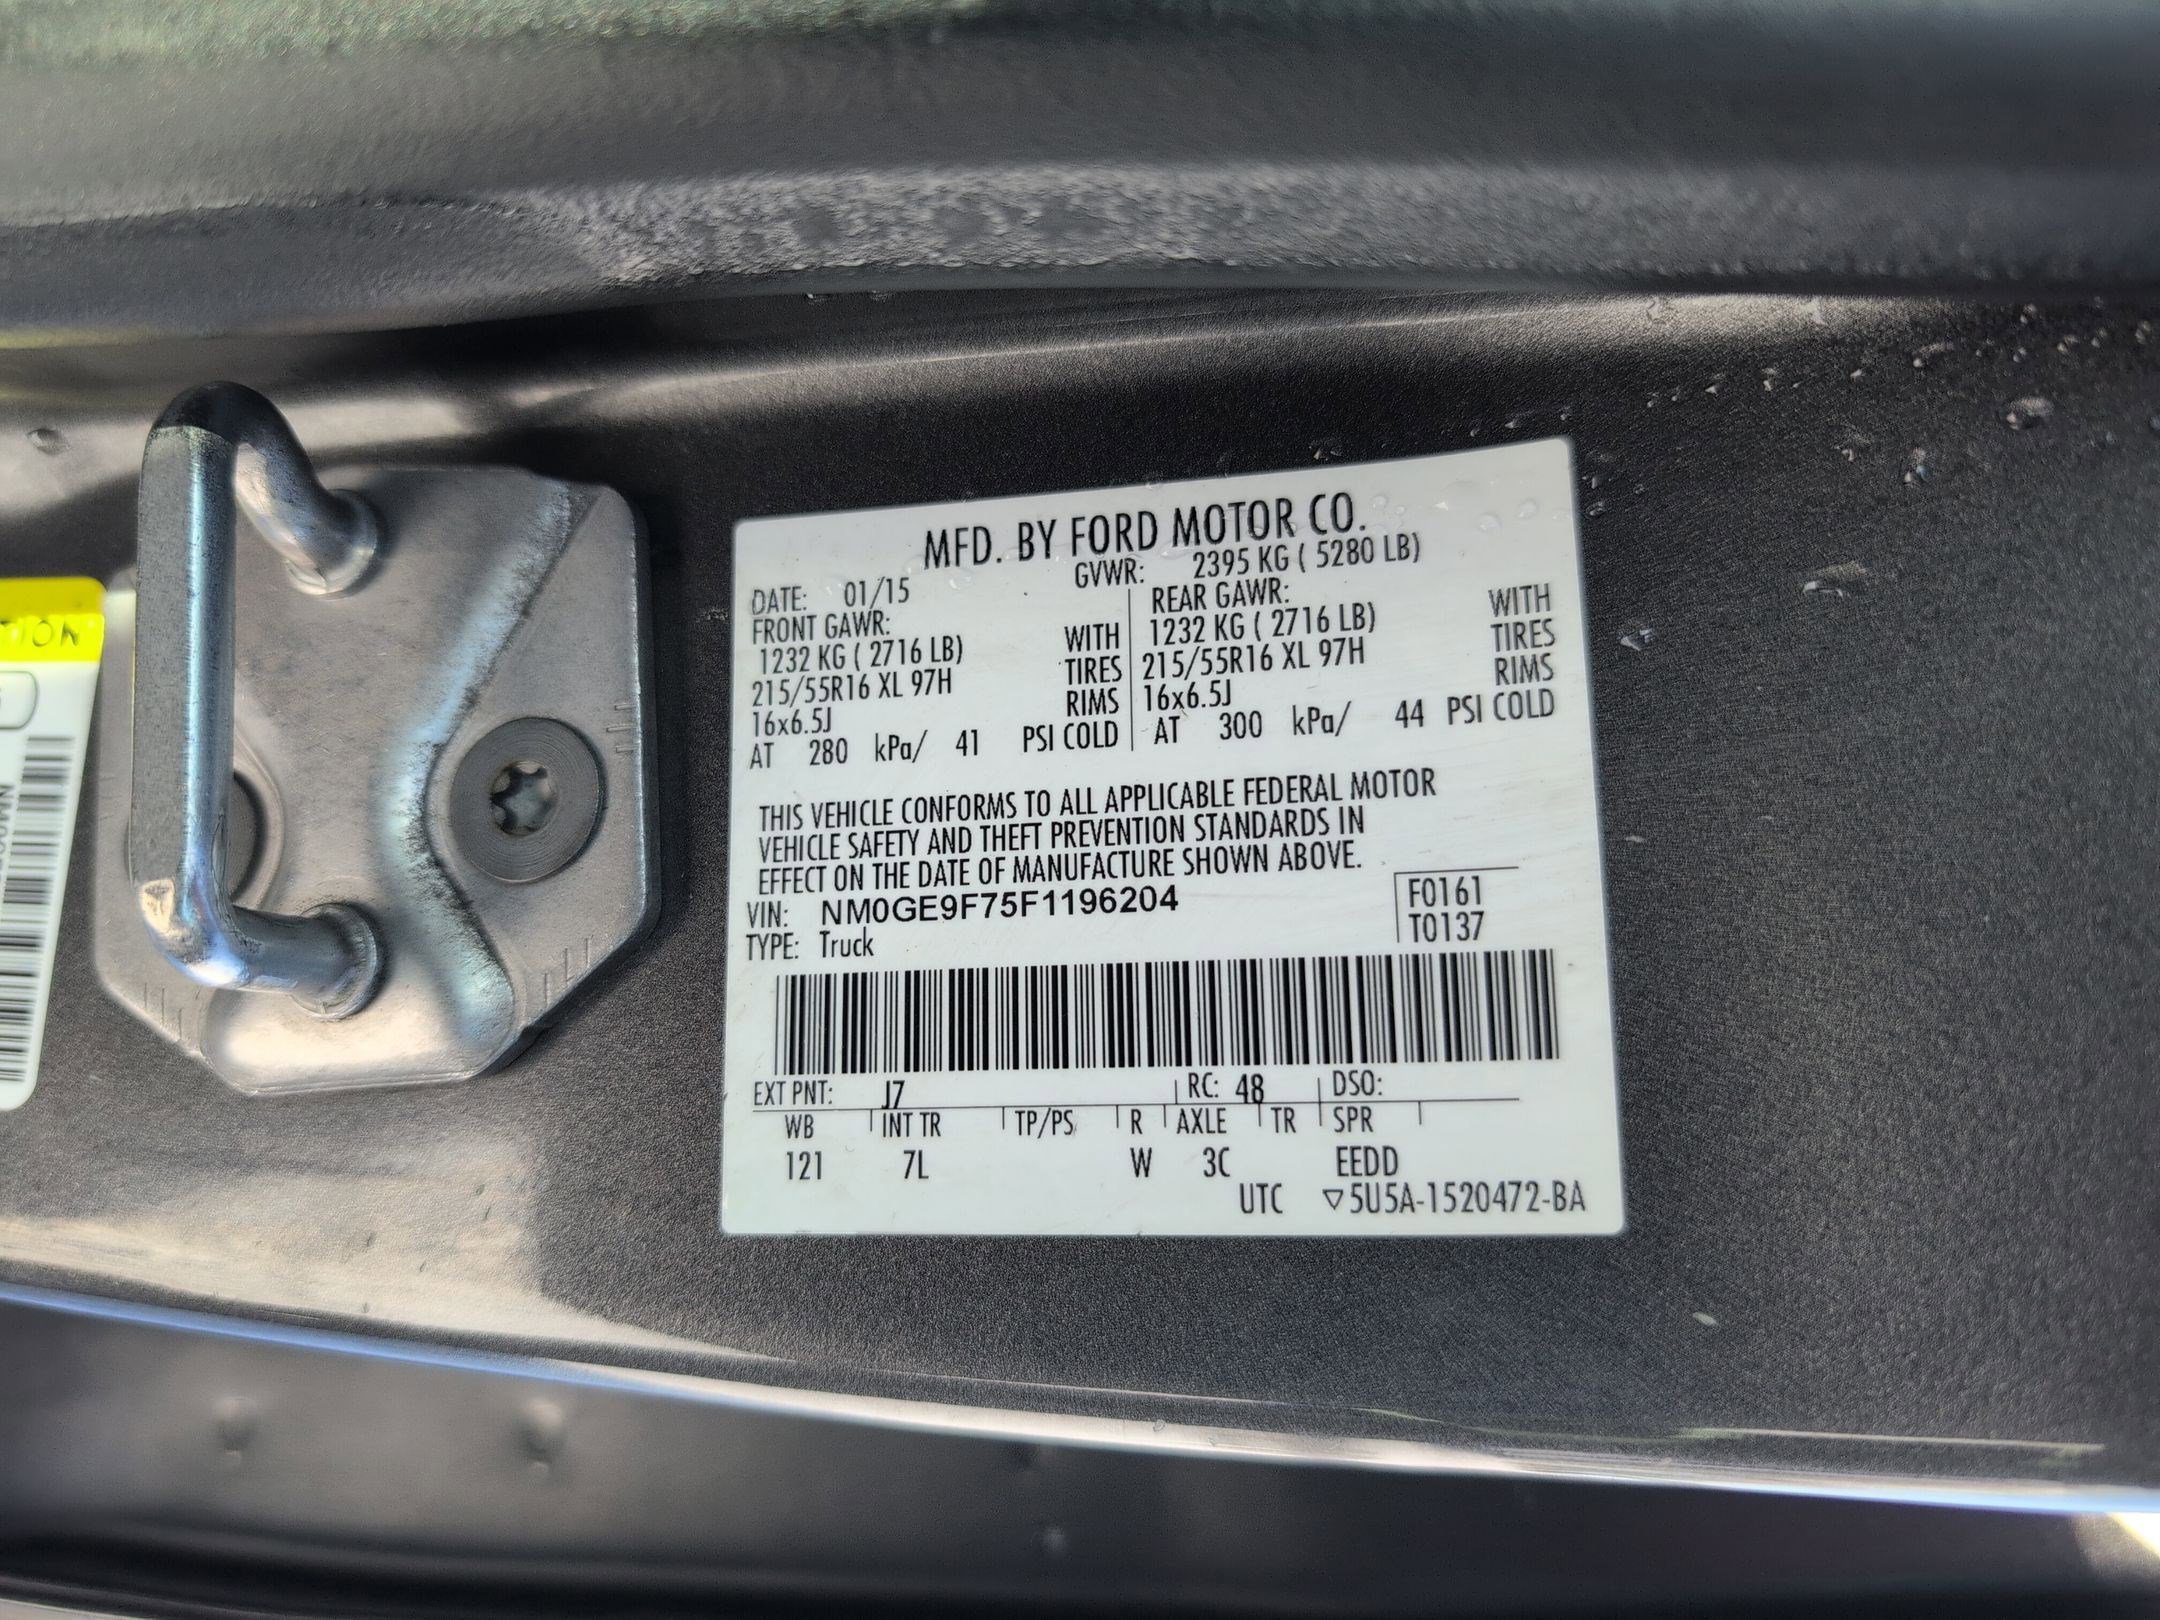 TION
MFD. BY FORD MOTOR CO.
DATE: 01/15 GVWR: 2395 KG ( 5280 LB)
FRONT GAWR: REAR GAWR:
1232 KG ( 2716 LB) WITH 1232 KG ( 2716 LB) WITH
215/55R16 XL 97H TIRES 215/55R16 XL 97H TIRES
16x6.5J RIMS 16x6.5J RIMS
AT 280 kPa/ 41 PSI COLD AT 300 kPa/ 44 PSI COLD
THIS VEHICLE CONFORMS TO ALL APPLICABLE FEDERAL MOTOR
VEHICLE SAFETY AND THEFT PREVENTION STANDARDS IN
EFFECT ON THE DATE OF MANUFACTURE SHOWN ABOVE.
VIN: NM0GE9F75F1196204 F0161
TYPE: Truck T0137
EXT PNT: J7 RC: 48 DSO:
WB INT TR TP/PS R AXLE TR SPR
121 7L W 3C EEDD
UTC ▽5U5A-1520472-BA